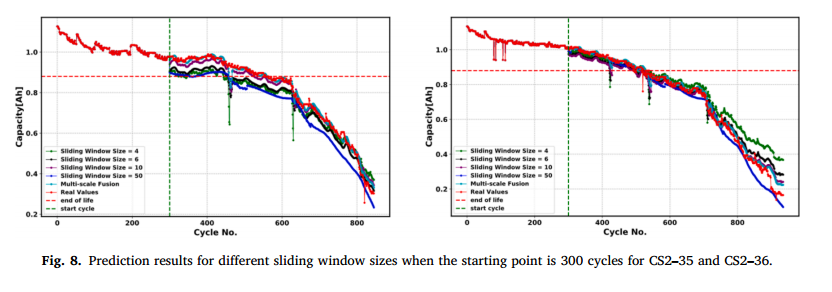 Capacity[Ah]
1.0
0.8
0.6
0.4
0.2
Sliding Window Size = 4
Sliding Window Size = 6
Sliding Window Size = 10
Sliding Window Size = 50
Multi-scale Fusion
Real Values
end of life
start cycle
0 200 400 600 800
Cycle No.
Capacity[Ah]
1.0
0.8
0.6
0.4
0.2
Sliding Window Size = 4
Sliding Window Size = 6
Sliding Window Size = 10
Sliding Window Size = 50
Multi-scale Fusion
Real Values
end of life
start cycle
0 200 400 600 800
Cycle No.
Fig. 8. Prediction results for different sliding window sizes when the starting point is 300 cycles for CS2–35 and CS2–36.